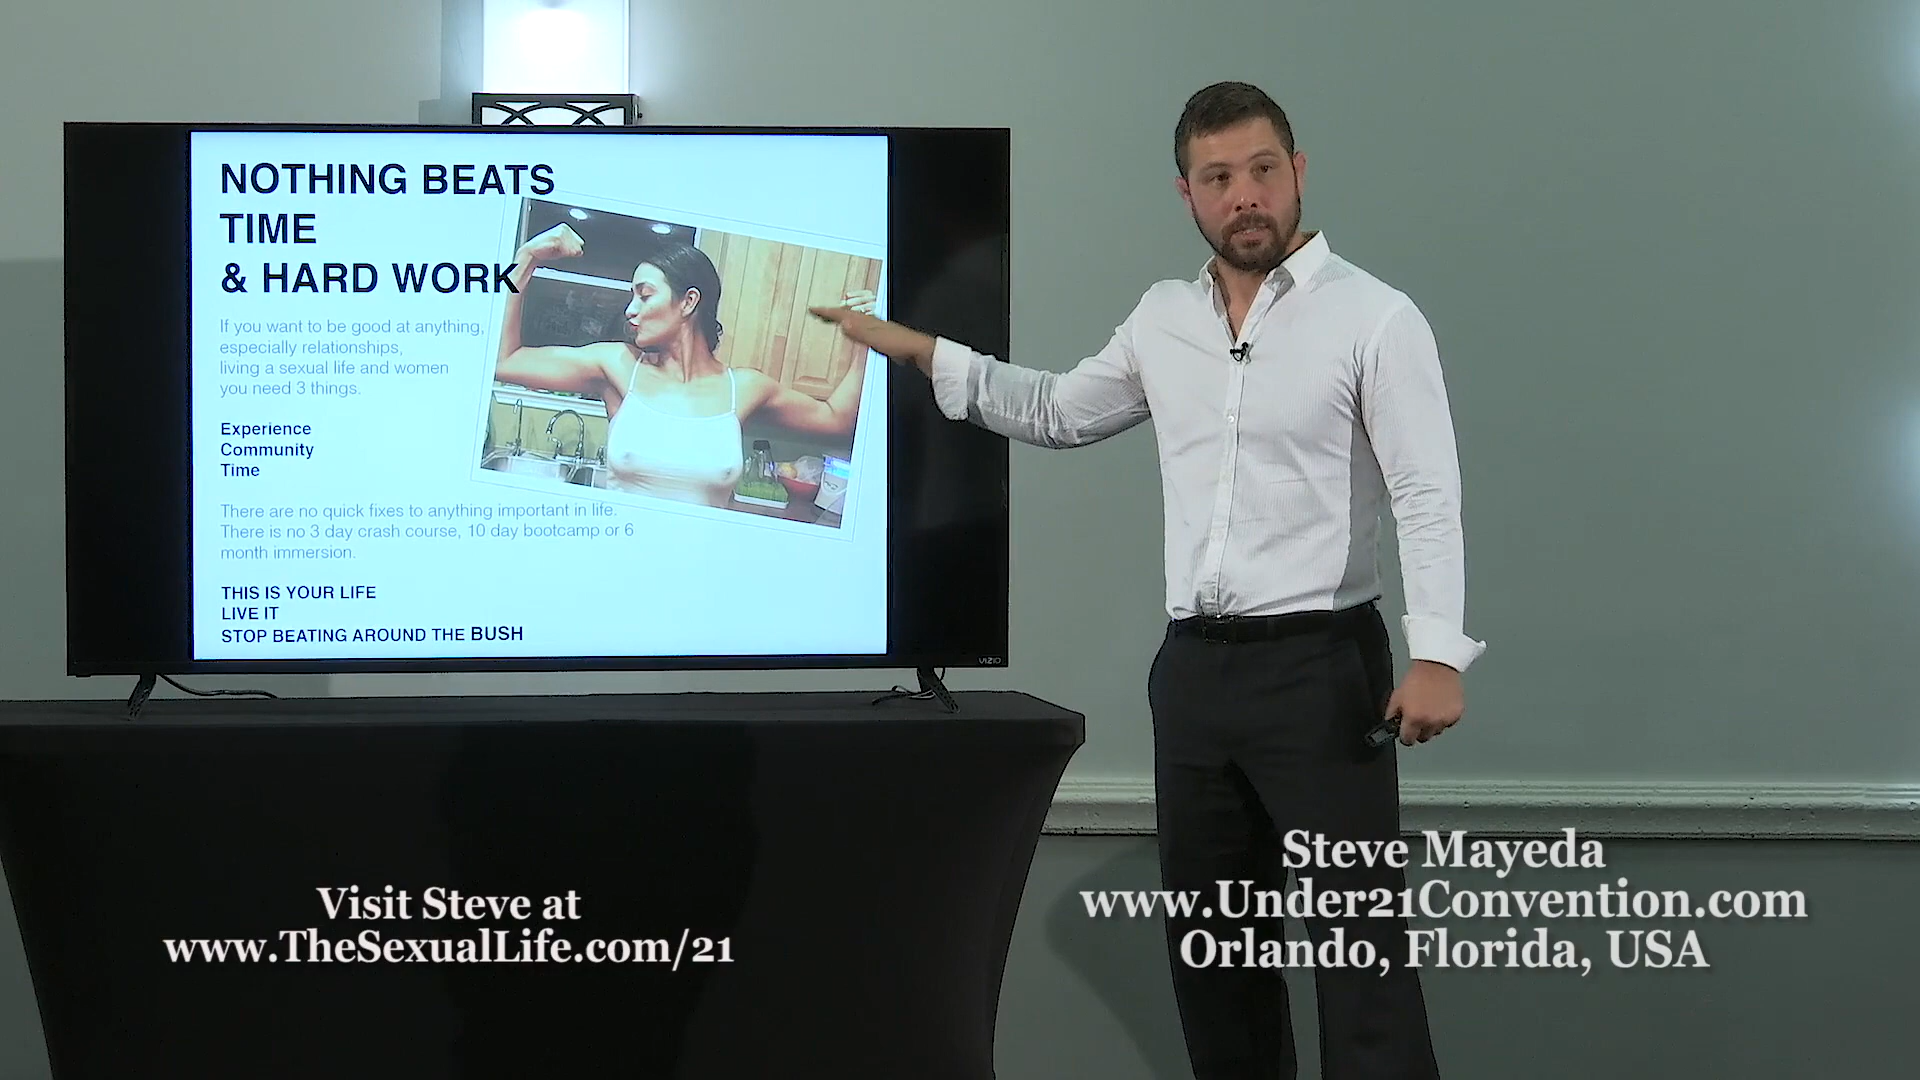 NOTHING BEATS
TIME
& HARD WORK
If you want to be good at anything,
especially relationships,
living a sexual life and women
you need 3 things.
Experience
Community
Time
There are no quick fixes to anything important in life.
There is no 3 day crash course, 10 day bootcamp or 6
month immersion.
THIS IS YOUR LIFE
LIVE IT
STOP BEATING AROUND THE BUSH
VIZIO
Visit Steve at
www.TheSexualLife.com/21
Steve Mayeda
www.Under21Convention.com
Orlando, Florida, USA